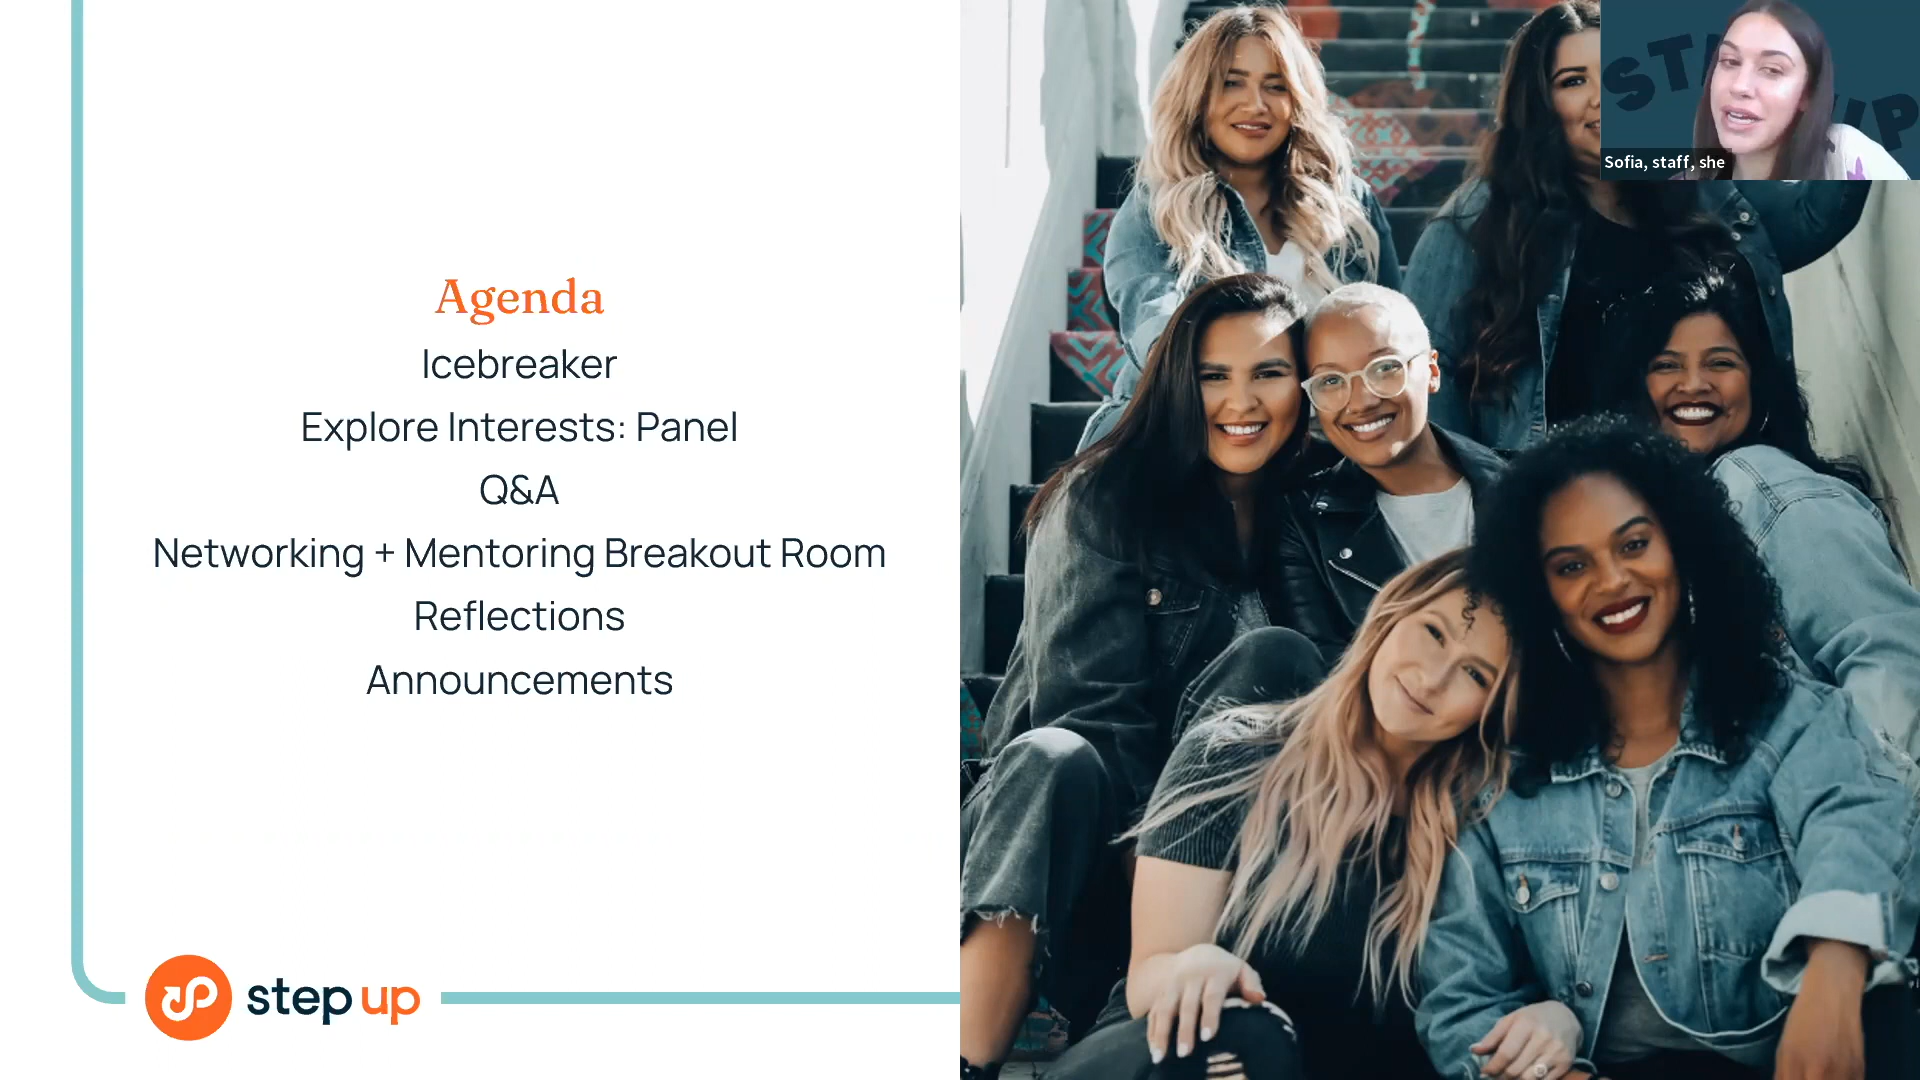 Agenda
Icebreaker
Explore Interests: Panel
Q&A
Networking + Mentoring Breakout Room
Reflections
Announcements
step up
Sofia, staff, she